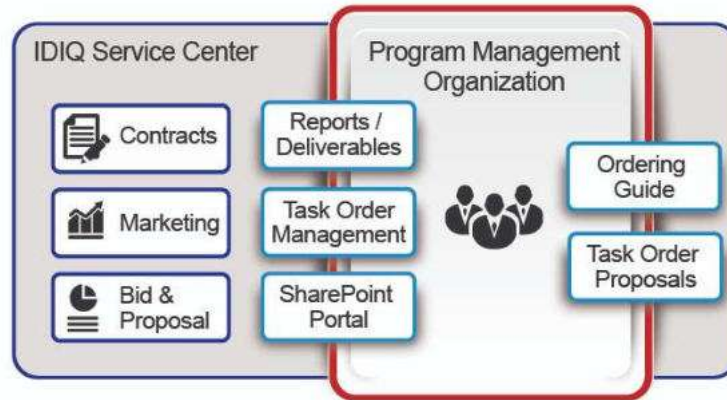 IDIQ Service Center
Program Management
Organization
Contracts
Marketing
Bid &
Proposal
Reports /
Deliverables
Task Order
Management
SharePoint
Portal
Ordering
Guide
Task Order
Proposals